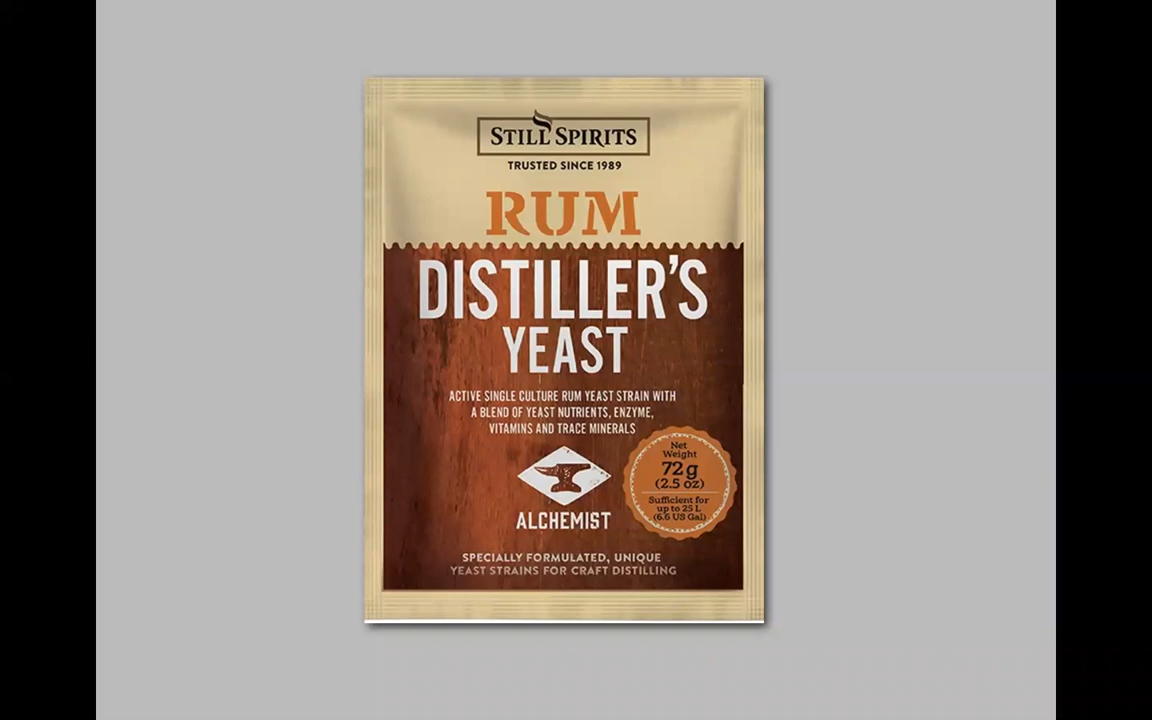 STILL SPIRITS
TRUSTED SINCE 1989
RUM
DISTILLER'S
YEAST
ACTIVE SINGLE CULTURE RUM YEAST STRAIN WITH
A BLEND OF YEAST NUTRIENTS, ENZYME,
VITAMINS AND TRACE MINERALS
Net
Weight
72g
(2.5 oz)
Sufficient for
up to 25 L
(6.6 US Gal)
ALCHEMIST
SPECIALLY FORMULATED, UNIQUE
YEAST STRAINS FOR CRAFT DISTILLING